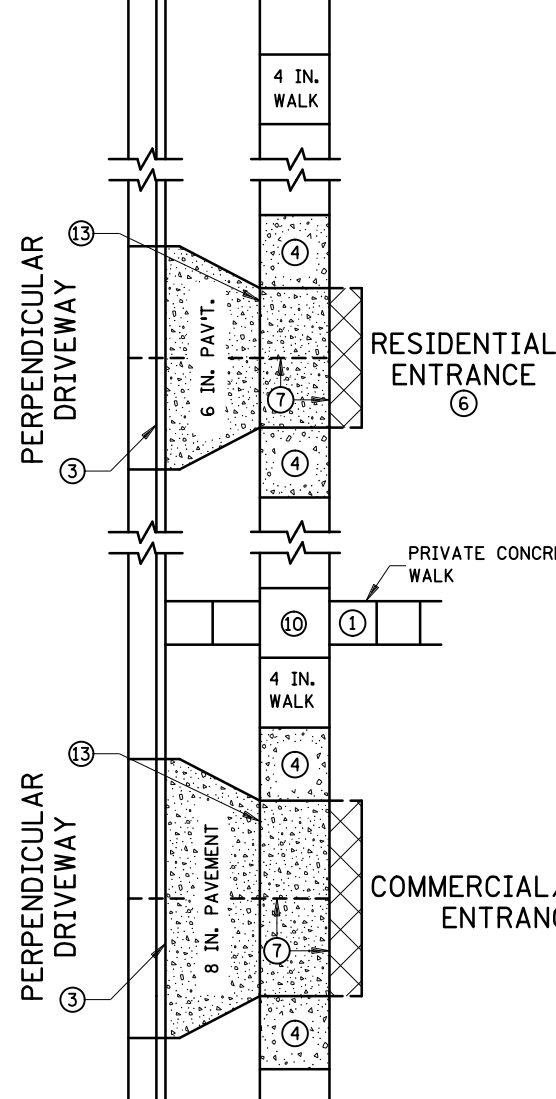 4 IN.
WALK
13
4
PERPENDICULAR
DRIVEWAY
6 IN. PAV'T.
RESIDENTIAL
ENTRANCE
6
7
3
4
PRIVATE CONCRE
WALK
10
1
4 IN.
WALK
13
4
PERPENDICULAR
DRIVEWAY
8 IN. PAVEMENT
COMMERCIAL/
ENTRANC
7
3
4